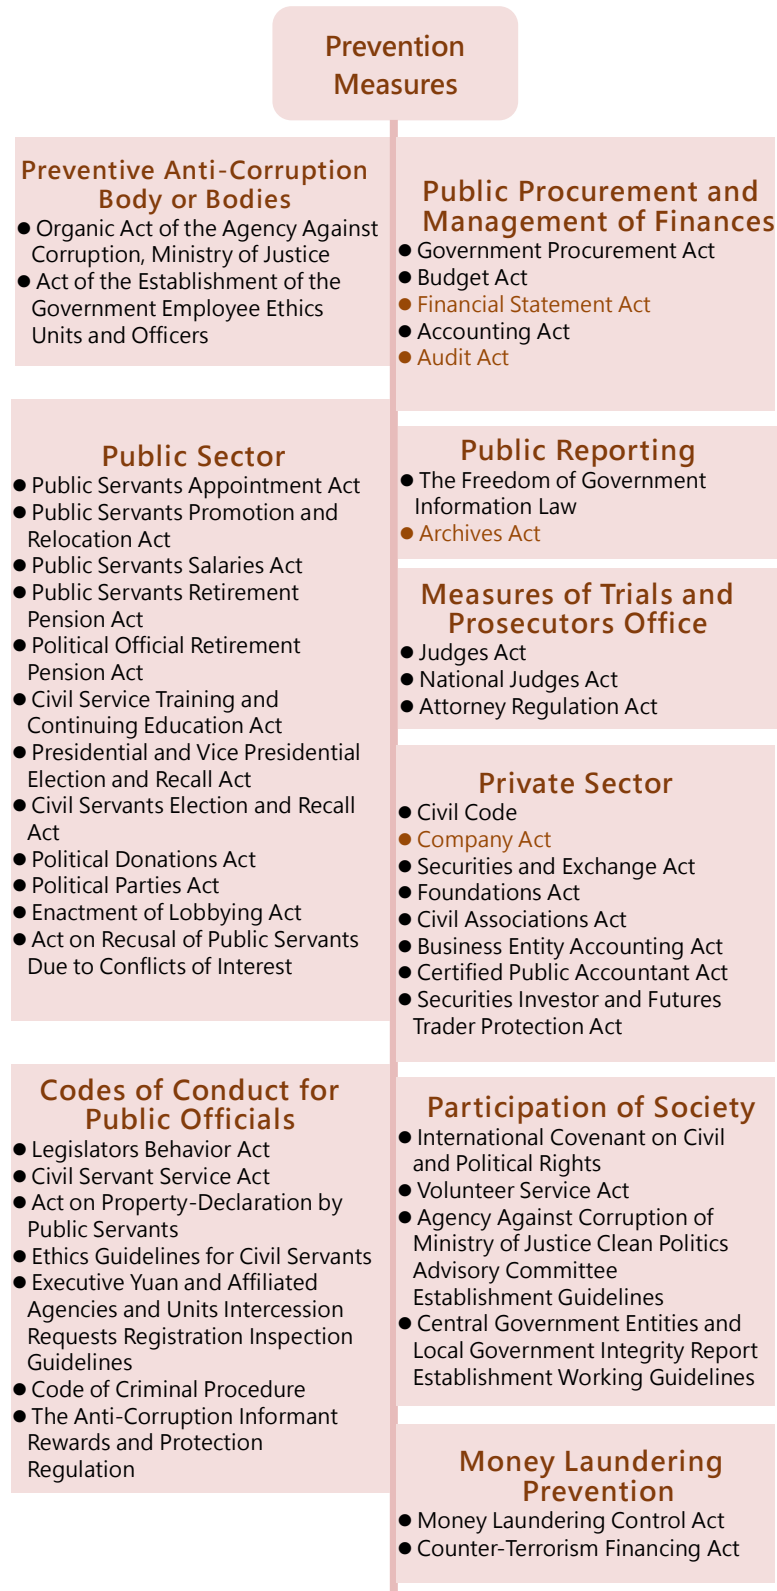 Prevention
Measures
Preventive Anti-Corruption
Body or Bodies
● Organic Act of the Agency Against
Corruption, Ministry of Justice
● Act of the Establishment of the
Government Employee Ethics
Units and Officers
Public Sector
● Public Servants Appointment Act
● Public Servants Promotion and
Relocation Act
● Public Servants Salaries Act
● Public Servants Retirement
Pension Act
● Political Official Retirement
Pension Act
● Civil Service Training and
Continuing Education Act
● Presidential and Vice Presidential
Election and Recall Act
● Civil Servants Election and Recall
Act
● Political Donations Act
● Political Parties Act
● Enactment of Lobbying Act
● Act on Recusal of Public Servants
Due to Conflicts of Interest
Codes of Conduct for
Public Officials
● Legislators Behavior Act
● Civil Servant Service Act
● Act on Property-Declaration by
Public Servants
● Ethics Guidelines for Civil Servants
● Executive Yuan and Affiliated
Agencies and Units Intercession
Requests Registration Inspection
Guidelines
● Code of Criminal Procedure
● The Anti-Corruption Informant
Rewards and Protection
Regulation
Public Procurement and
Management of Finances
● Government Procurement Act
● Budget Act
● Financial Statement Act
● Accounting Act
● Audit Act
Public Reporting
● The Freedom of Government
Information Law
● Archives Act
Measures of Trials and
Prosecutors Office
● Judges Act
● National Judges Act
● Attorney Regulation Act
Private Sector
● Civil Code
● Company Act
● Securities and Exchange Act
● Foundations Act
● Civil Associations Act
● Business Entity Accounting Act
● Certified Public Accountant Act
● Securities Investor and Futures
Trader Protection Act
Participation of Society
● International Covenant on Civil
and Political Rights
● Volunteer Service Act
● Agency Against Corruption of
Ministry of Justice Clean Politics
Advisory Committee
Establishment Guidelines
● Central Government Entities and
Local Government Integrity Report
Establishment Working Guidelines
Money Laundering
Prevention
● Money Laundering Control Act
● Counter-Terrorism Financing Act